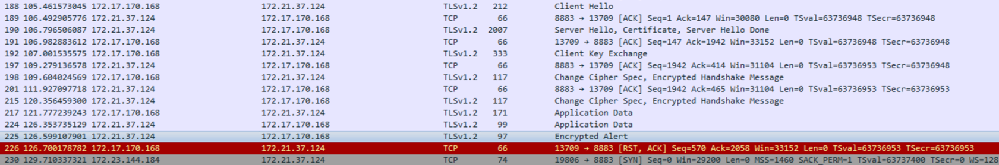 188 105.461573045 172.17.170.168 172.21.37.124 TLSv1.2 212 Client Hello
189 106.492905776 172.21.37.124 172.17.170.168 TCP 66 8883 → 13709 [ACK] Seq=1 Ack=147 Win=30080 Len=0 TSval=63736948 TSecr=63736948
190 106.796506087 172.21.37.124 172.17.170.168 TLSv1.2 2007 Server Hello, Certificate, Server Hello Done
191 106.982883612 172.17.170.168 172.21.37.124 TCP 66 13709 → 8883 [ACK] Seq=147 Ack=1942 Win=33152 Len=0 TSval=63736948 TSecr=63736948
192 107.001535575 172.17.170.168 172.21.37.124 TLSv1.2 333 Client Key Exchange
197 109.279136578 172.21.37.124 172.17.170.168 TCP 66 8883 → 13709 [ACK] Seq=1942 Ack=414 Win=31104 Len=0 TSval=63736953 TSecr=63736948
198 109.604024569 172.17.170.168 172.21.37.124 TLSv1.2 117 Change Cipher Spec, Encrypted Handshake Message
201 111.927097718 172.21.37.124 172.17.170.168 TCP 66 8883 → 13709 [ACK] Seq=1942 Ack=465 Win=31104 Len=0 TSval=63736953 TSecr=63736953
215 120.356459300 172.21.37.124 172.17.170.168 TLSv1.2 117 Change Cipher Spec, Encrypted Handshake Message
217 121.777239243 172.17.170.168 172.21.37.124 TLSv1.2 171 Application Data
224 126.353735129 172.21.37.124 172.17.170.168 TLSv1.2 99 Application Data
225 126.599107901 172.21.37.124 172.17.170.168 TLSv1.2 97 Encrypted Alert
226 126.700178782 172.17.170.168 172.21.37.124 TCP 66 13709 → 8883 [RST, ACK] Seq=570 Ack=2058 Win=33152 Len=0 TSval=63736953 TSecr=63736953
230 129.710337321 172.23.144.184 172.21.37.124 TCP 74 19806 → 8883 [SYN] Seq=0 Win=29200 Len=0 MSS=1460 SACK_PERM=1 TSval=63737400 TSecr=0 WS=128